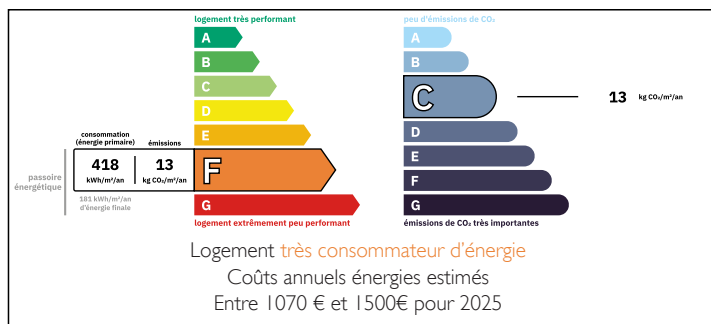 logement très performant
A
B
C
D
E
consommation
(énergie primaire)
émissions
418
kWh/m²/an
13
kg CO₂/m²/an
F
passoire
énergétique
181 kWh/m²/an
d'énergie finale
G
logement extrêmement peu performant
peu d'émissions de CO₂
A
B
C
13 kg CO₂/m²/an
D
E
F
G
émissions de CO₂ très importantes
Logement très consommateur d'énergie
Coûts annuels énergies estimés
Entre 1070 € et 1500€ pour 2025